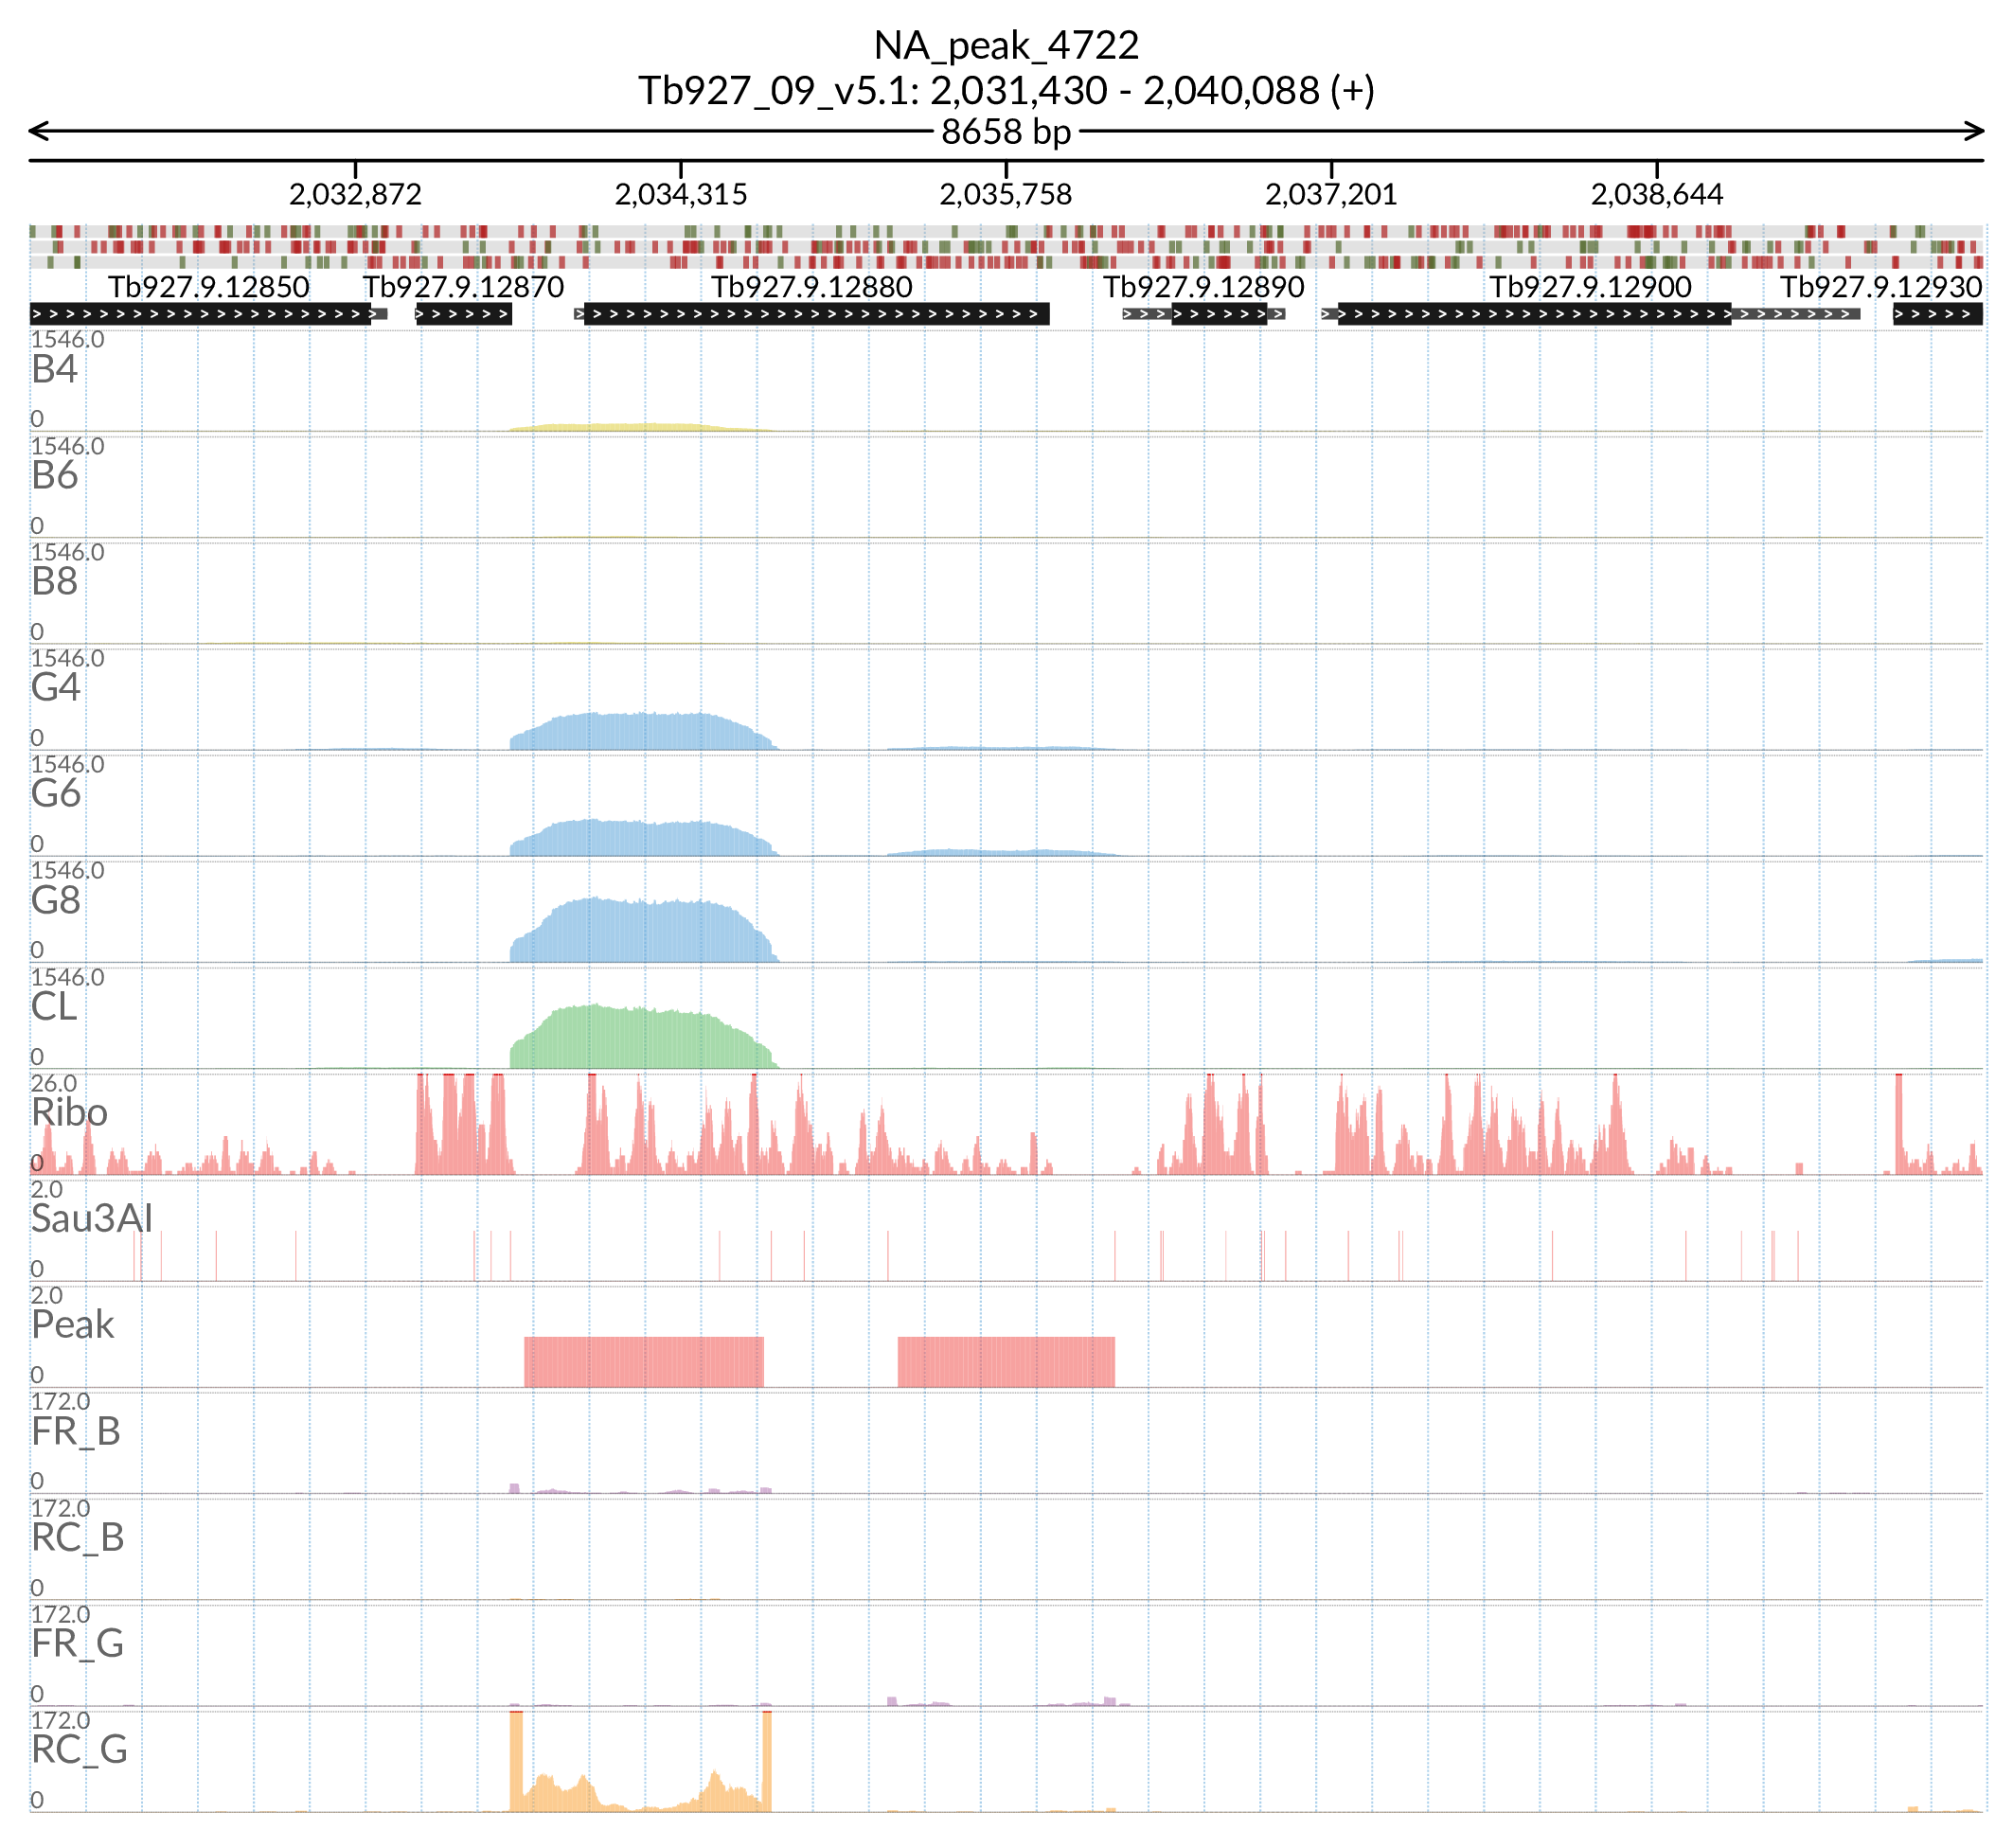 NA_peak_4722
Tb927_09_v5.1: 2,031,430 - 2,040,088 (+)
8658 bp
2,032,872 2,034,315 2,035,758 2,037,201 2,038,644
Tb927.9.12850 Tb927.9.12870 Tb927.9.12880 Tb927.9.12890 Tb927.9.12900 Tb927.9.12930
1546.0
B4
0
1546.0
B6
0
1546.0
B8
0
1546.0
G4
0
1546.0
G6
0
1546.0
G8
0
1546.0
CL
0
26.0
Ribo
0
2.0
Sau3AI
0
2.0
Peak
0
172.0
FR_B
0
172.0
RC_B
0
172.0
FR_G
0
172.0
RC_G
0